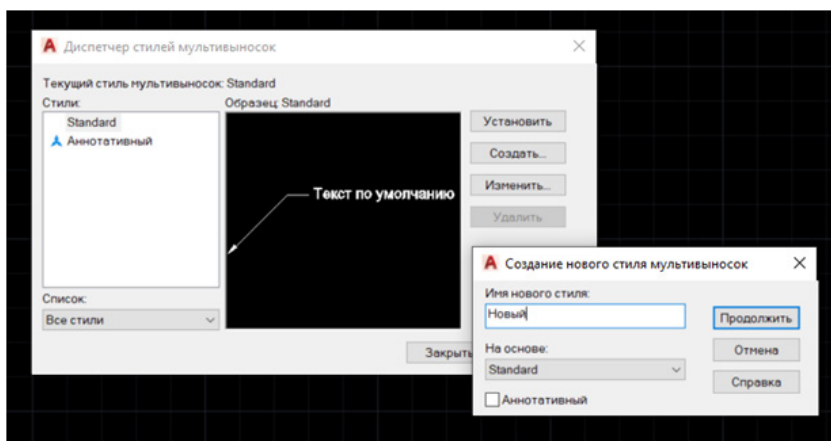 Диспетчер стилей мультивыносок
Текущий стиль мультивыносок: Standard
Стили:
Образец: Standard
Standard
Аннотативный
Текст по умолчанию
Установить
Создать...
Изменить...
Удалить
Список:
Все стили
Закрыть
Создание нового стиля мультивыносок
Имя нового стиля:
Новый
Продолжить
На основе:
Отмена
Standard
Справка
Аннотативный